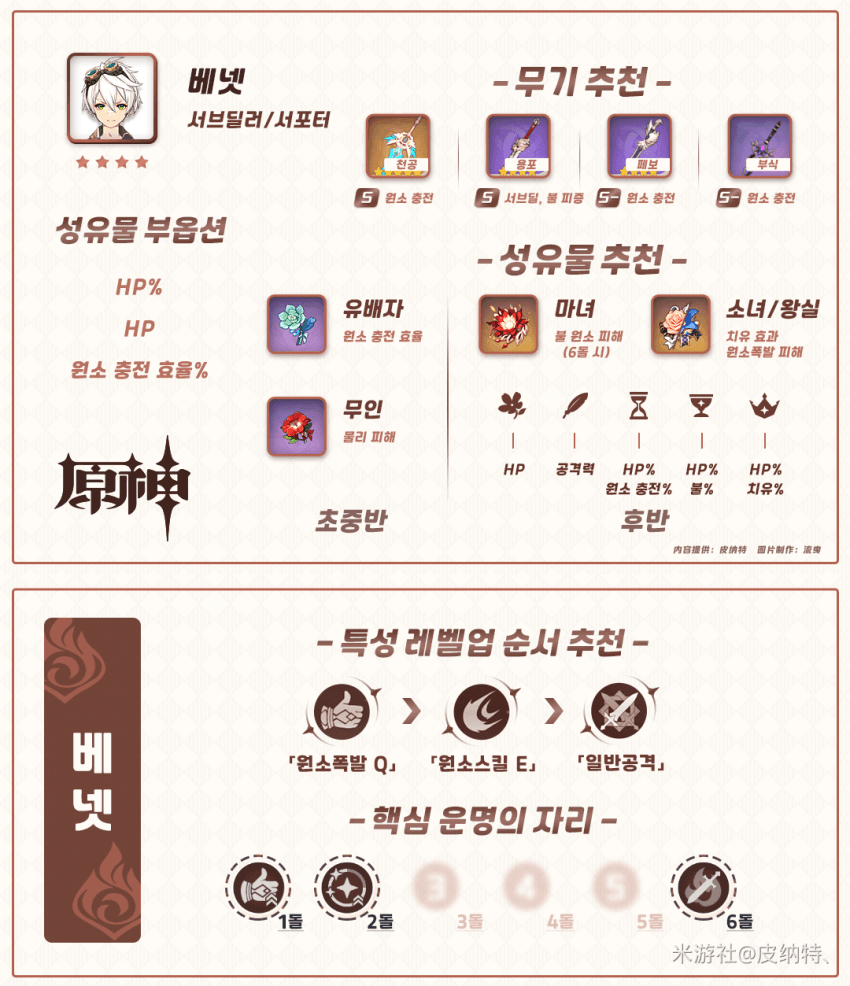 베넷
서브딜러/서포터
- 무기 추천 -
천공
용포
페보
부식
S 원소 충전
S 서브딜, 불 피증
S- 원소 충전
S- 원소 충전
성유물 부옵션
HP%
HP
원소 충전 효율%
- 성유물 추천 -
유배자
원소 충전 효율
무인
물리 피해
초중반
마녀
불 원소 피해
(6돌 시)
소녀/왕실
치유 효과
원소폭발 피해
HP
공격력
HP%
원소 충전%
HP%
불%
HP%
치유%
후반
原神
内容提供：皮纳特 图片制作：流曳
베넷
- 특성 레벨업 순서 추천 -
「원소폭발 Q」
「원소스킬 E」
「일반공격」
- 핵심 운명의 자리 -
3
4
5
1돌
2돌
3돌
4돌
5돌
6돌
米游社@皮纳特、